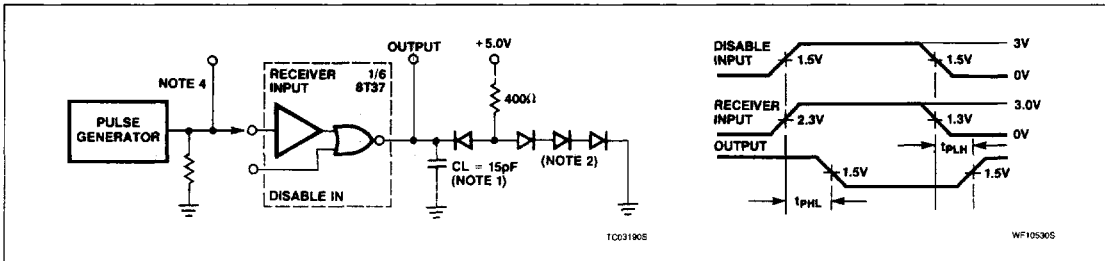 NOTE 4
PULSE
GENERATOR
RECEIVER
INPUT
1/6
8T37
DISABLE IN
OUTPUT
+5.0V
400Ω
CL = 15pF
(NOTE 1)
(NOTE 2)
TC03190S
DISABLE
INPUT
1.5V
1.5V
3V
0V
RECEIVER
INPUT
2.3V
1.3V
3.0V
0V
OUTPUT
tPLH
1.5V
1.5V
tPHL
WF10530S